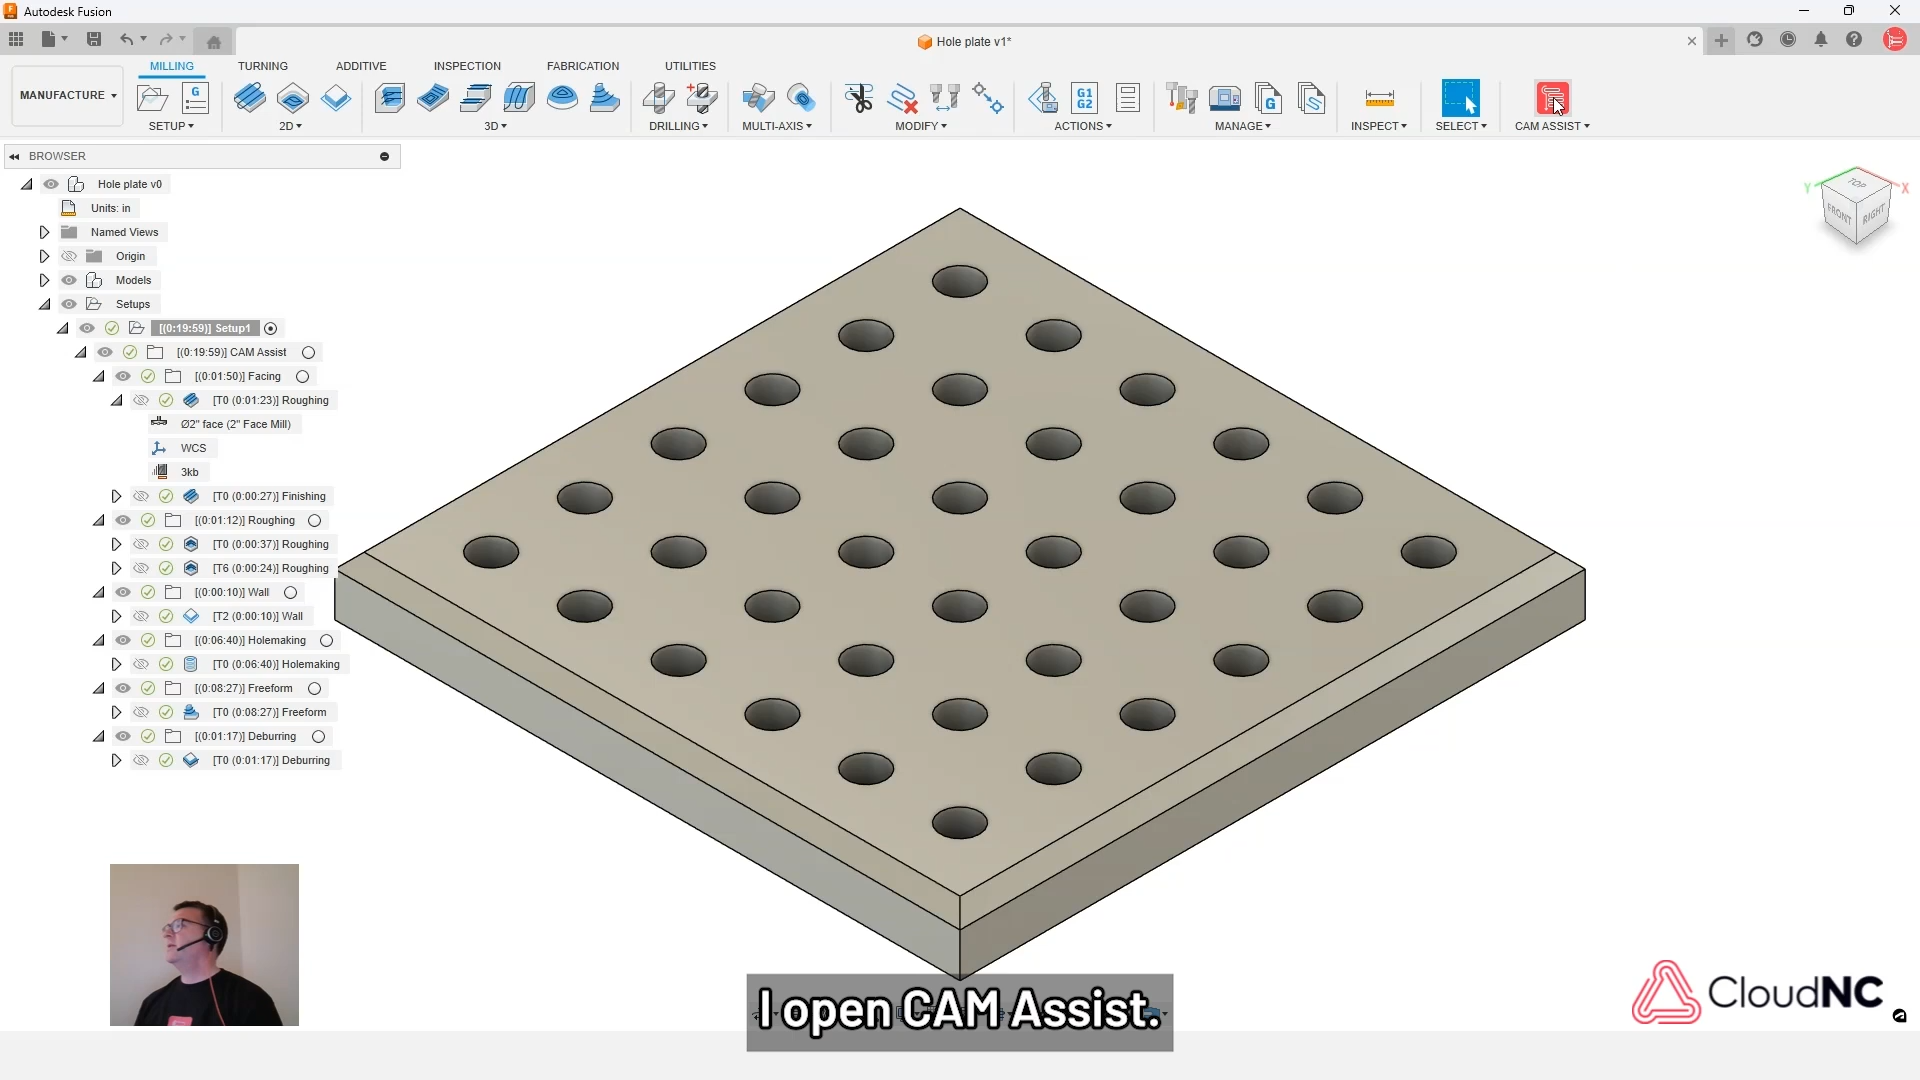 Autodesk Fusion
Hole plate v1*
MILLING
TURNING
ADDITIVE
INSPECTION
FABRICATION
UTILITIES
MANUFACTURE
G
G1
G2
G
SETUP
2D
3D
DRILLING
MULTI-AXIS
MODIFY
ACTIONS
MANAGE
INSPECT
SELECT
CAM ASSIST
BROWSER
Hole plate v0
Units: in
Named Views
Origin
Models
Setups
[(0:19:59)] Setup1
[(0:19:59)] CAM Assist
[(0:01:50)] Facing
[T0 (0:01:23)] Roughing
Ø2" face (2" Face Mill)
WCS
3kb
[T0 (0:00:27)] Finishing
[(0:01:12)] Roughing
[T0 (0:00:37)] Roughing
[T6 (0:00:24)] Roughing
[(0:00:10)] Wall
[T2 (0:00:10)] Wall
[(0:06:40)] Holemaking
[T0 (0:06:40)] Holemaking
[(0:08:27)] Freeform
[T0 (0:08:27)] Freeform
[(0:01:17)] Deburring
[T0 (0:01:17)] Deburring
Y
X
TOP
FRONT
RIGHT
I open CAM Assist.
CloudNC